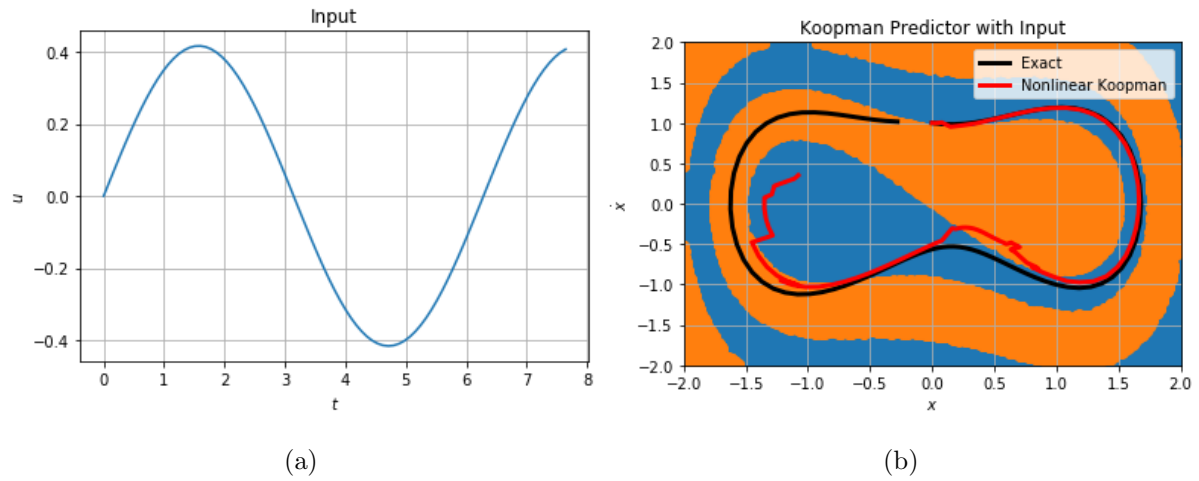 Input
0.4
0.2
0.0
−0.2
−0.4
u
0 1 2 3 4 5 6 7 8
t
(a)
Koopman Predictor with Input
Exact
Nonlinear Koopman
2.0
1.5
1.0
0.5
0.0
−0.5
−1.0
−1.5
−2.0
ẋ
−2.0 −1.5 −1.0 −0.5 0.0 0.5 1.0 1.5 2.0
x
(b)